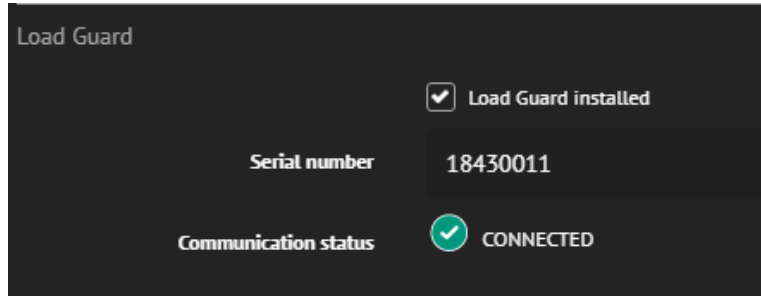 Load Guard
Load Guard installed
Serial number 18430011
Communication status CONNECTED